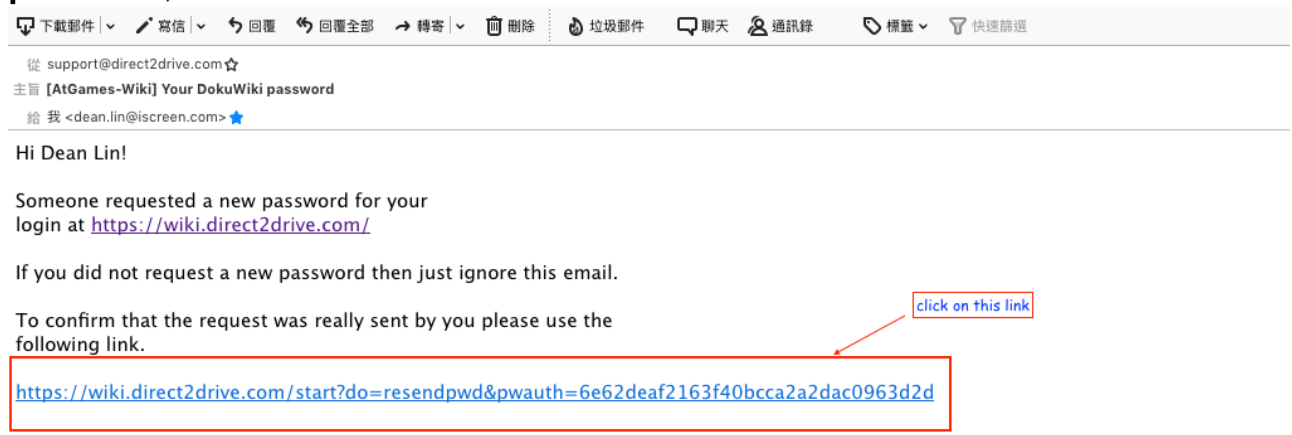 下載郵件 寫信 回覆 回覆全部 轉寄 刪除 垃圾郵件 聊天 通訊錄 標籤 快速篩選
從 support@direct2drive.com
主旨 [AtGames-Wiki] Your DokuWiki password
給 我 <dean.lin@iscreen.com>
Hi Dean Lin!
Someone requested a new password for your
login at https://wiki.direct2drive.com/
If you did not request a new password then just ignore this email.
click on this link
To confirm that the request was really sent by you please use the
following link.
https://wiki.direct2drive.com/start?do=resendpwd&pwauth=6e62deaf2163f40bcca2a2dac0963d2d